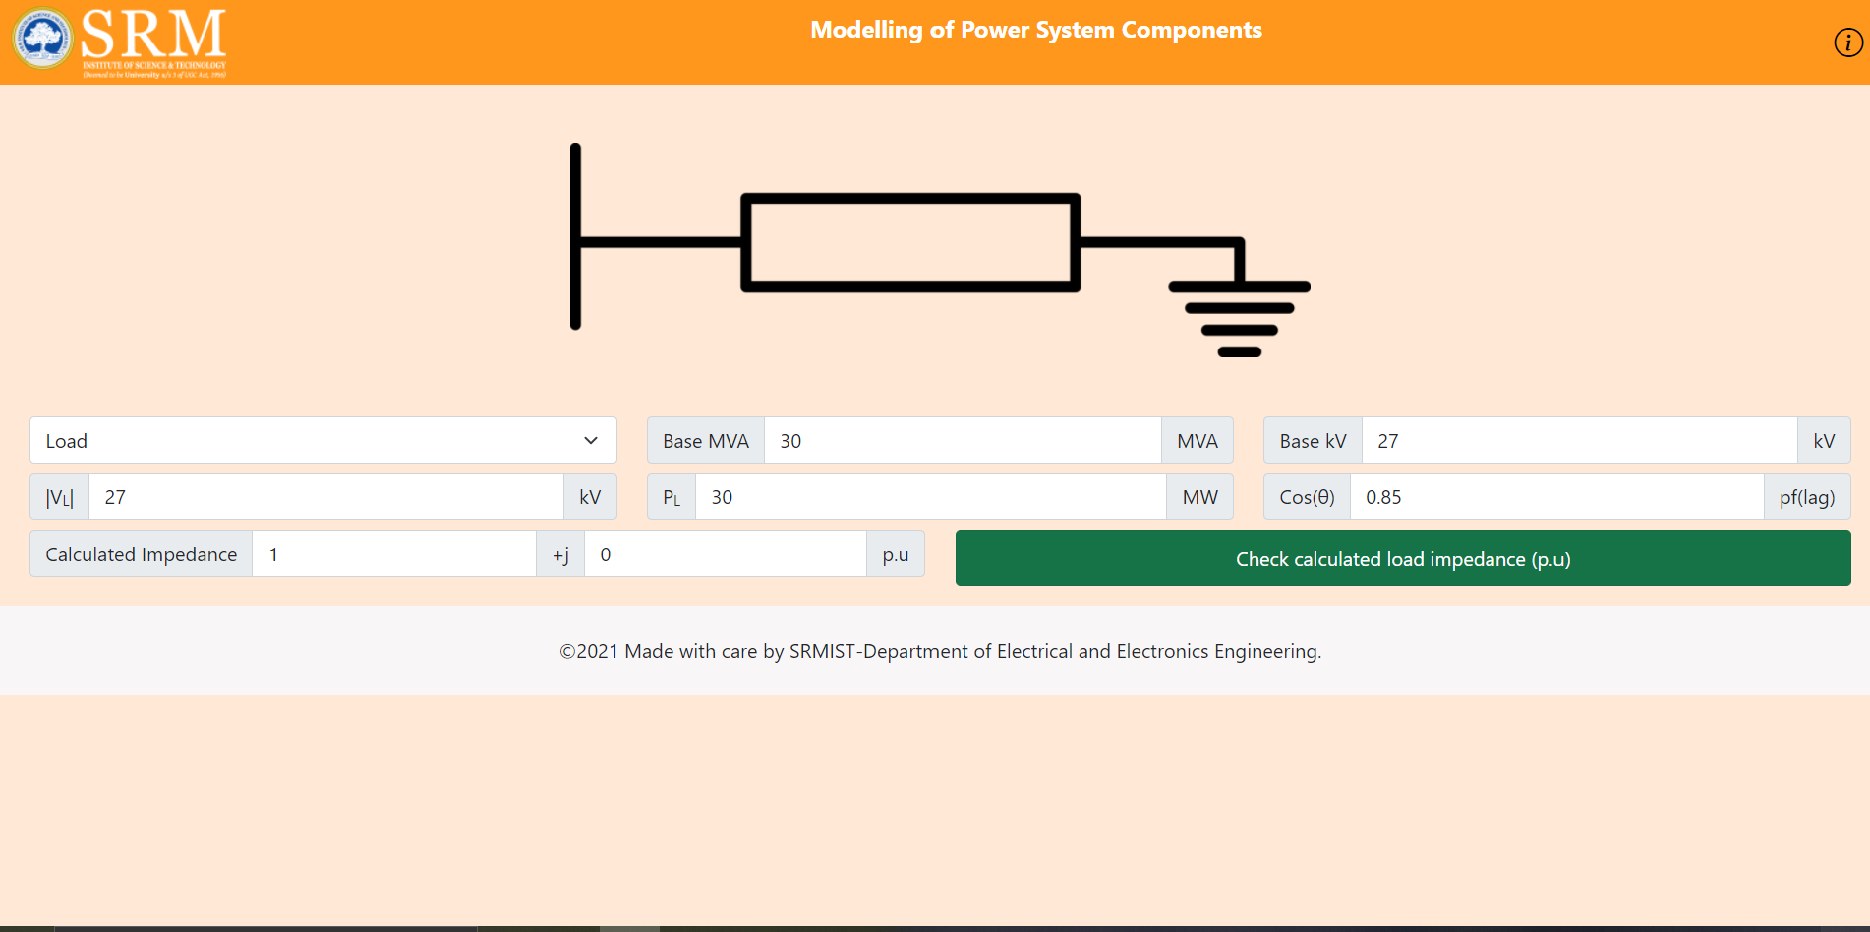 SRM
INSTITUTE OF SCIENCE & TECHNOLOGY
(Deemed to be University u/s 3 of UGC Act, 1956)
Modelling of Power System Components
i
Load
Base MVA 30 MVA
Base kV 27 kV
|VL| 27 kV
PL 30 MW
Cos(θ) 0.85 pf(lag)
Calculated Impedance 1 +j 0 p.u
Check calculated load impedance (p.u)
©2021 Made with care by SRMIST-Department of Electrical and Electronics Engineering.